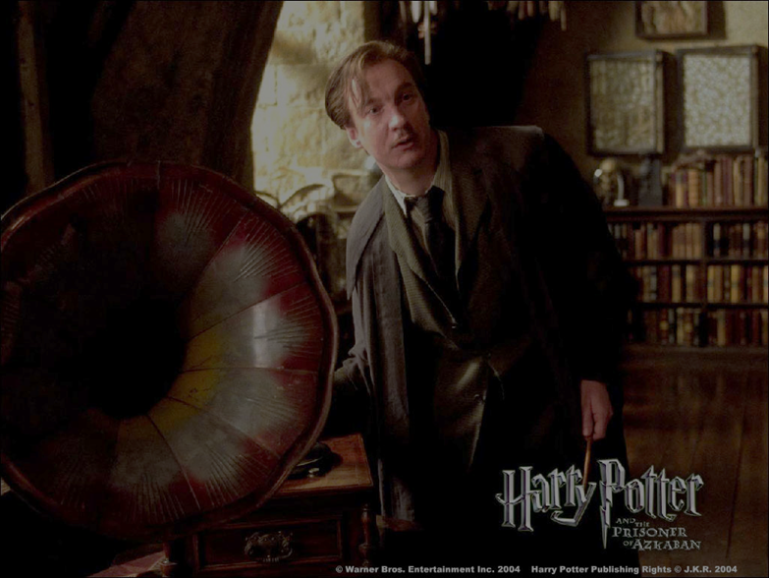 Harry Potter
AND THE
PRISONER
OF AZKABAN
© Warner Bros. Entertainment Inc. 2004 Harry Potter Publishing Rights © J.K.R. 2004